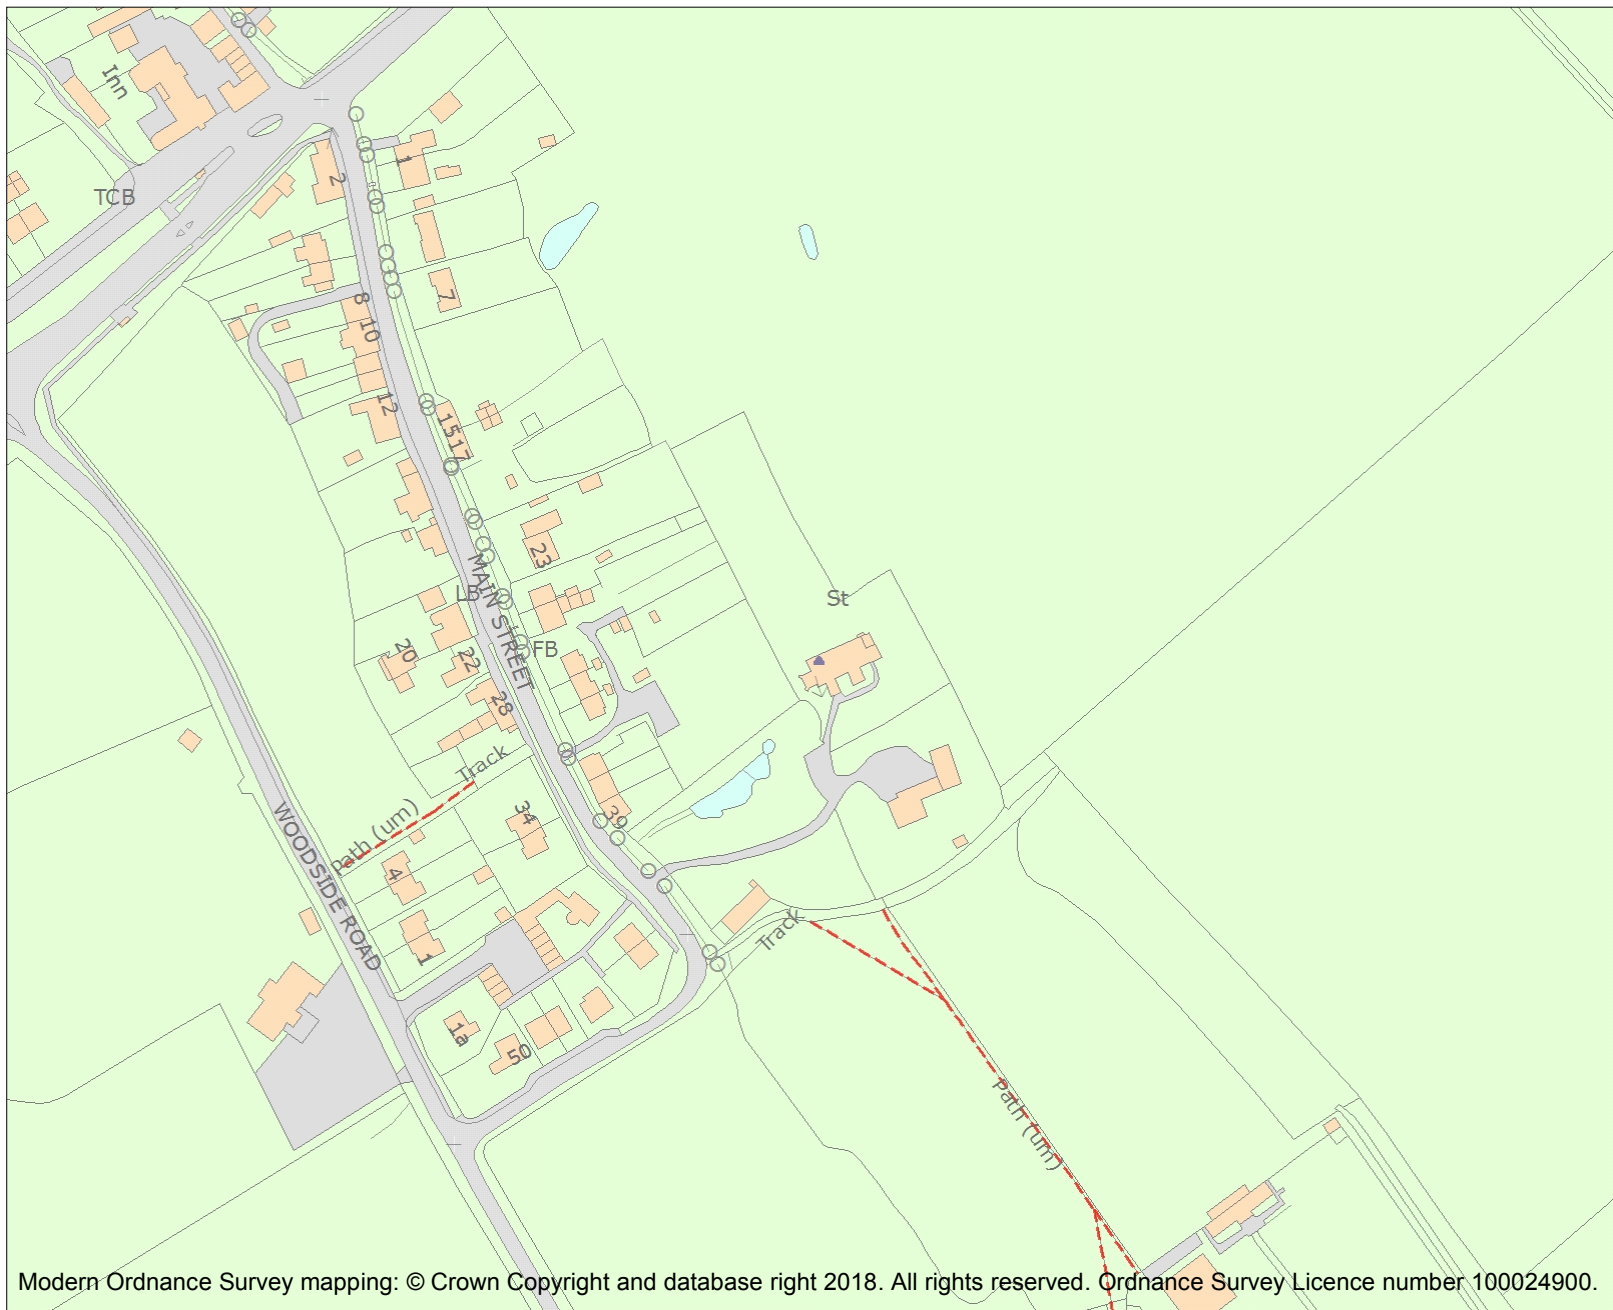 Inn
1
TCB
2
7
8
10
12
1517
23
MAIN STREET
LB
St
FB
20
22
28
Track
39
34
Path (um)
4
WOODSIDE ROAD
Track
1
1a
50
Path (um)
Modern Ordnance Survey mapping: © Crown Copyright and database right 2018. All rights reserved. Ordnance Survey Licence number 100024900.